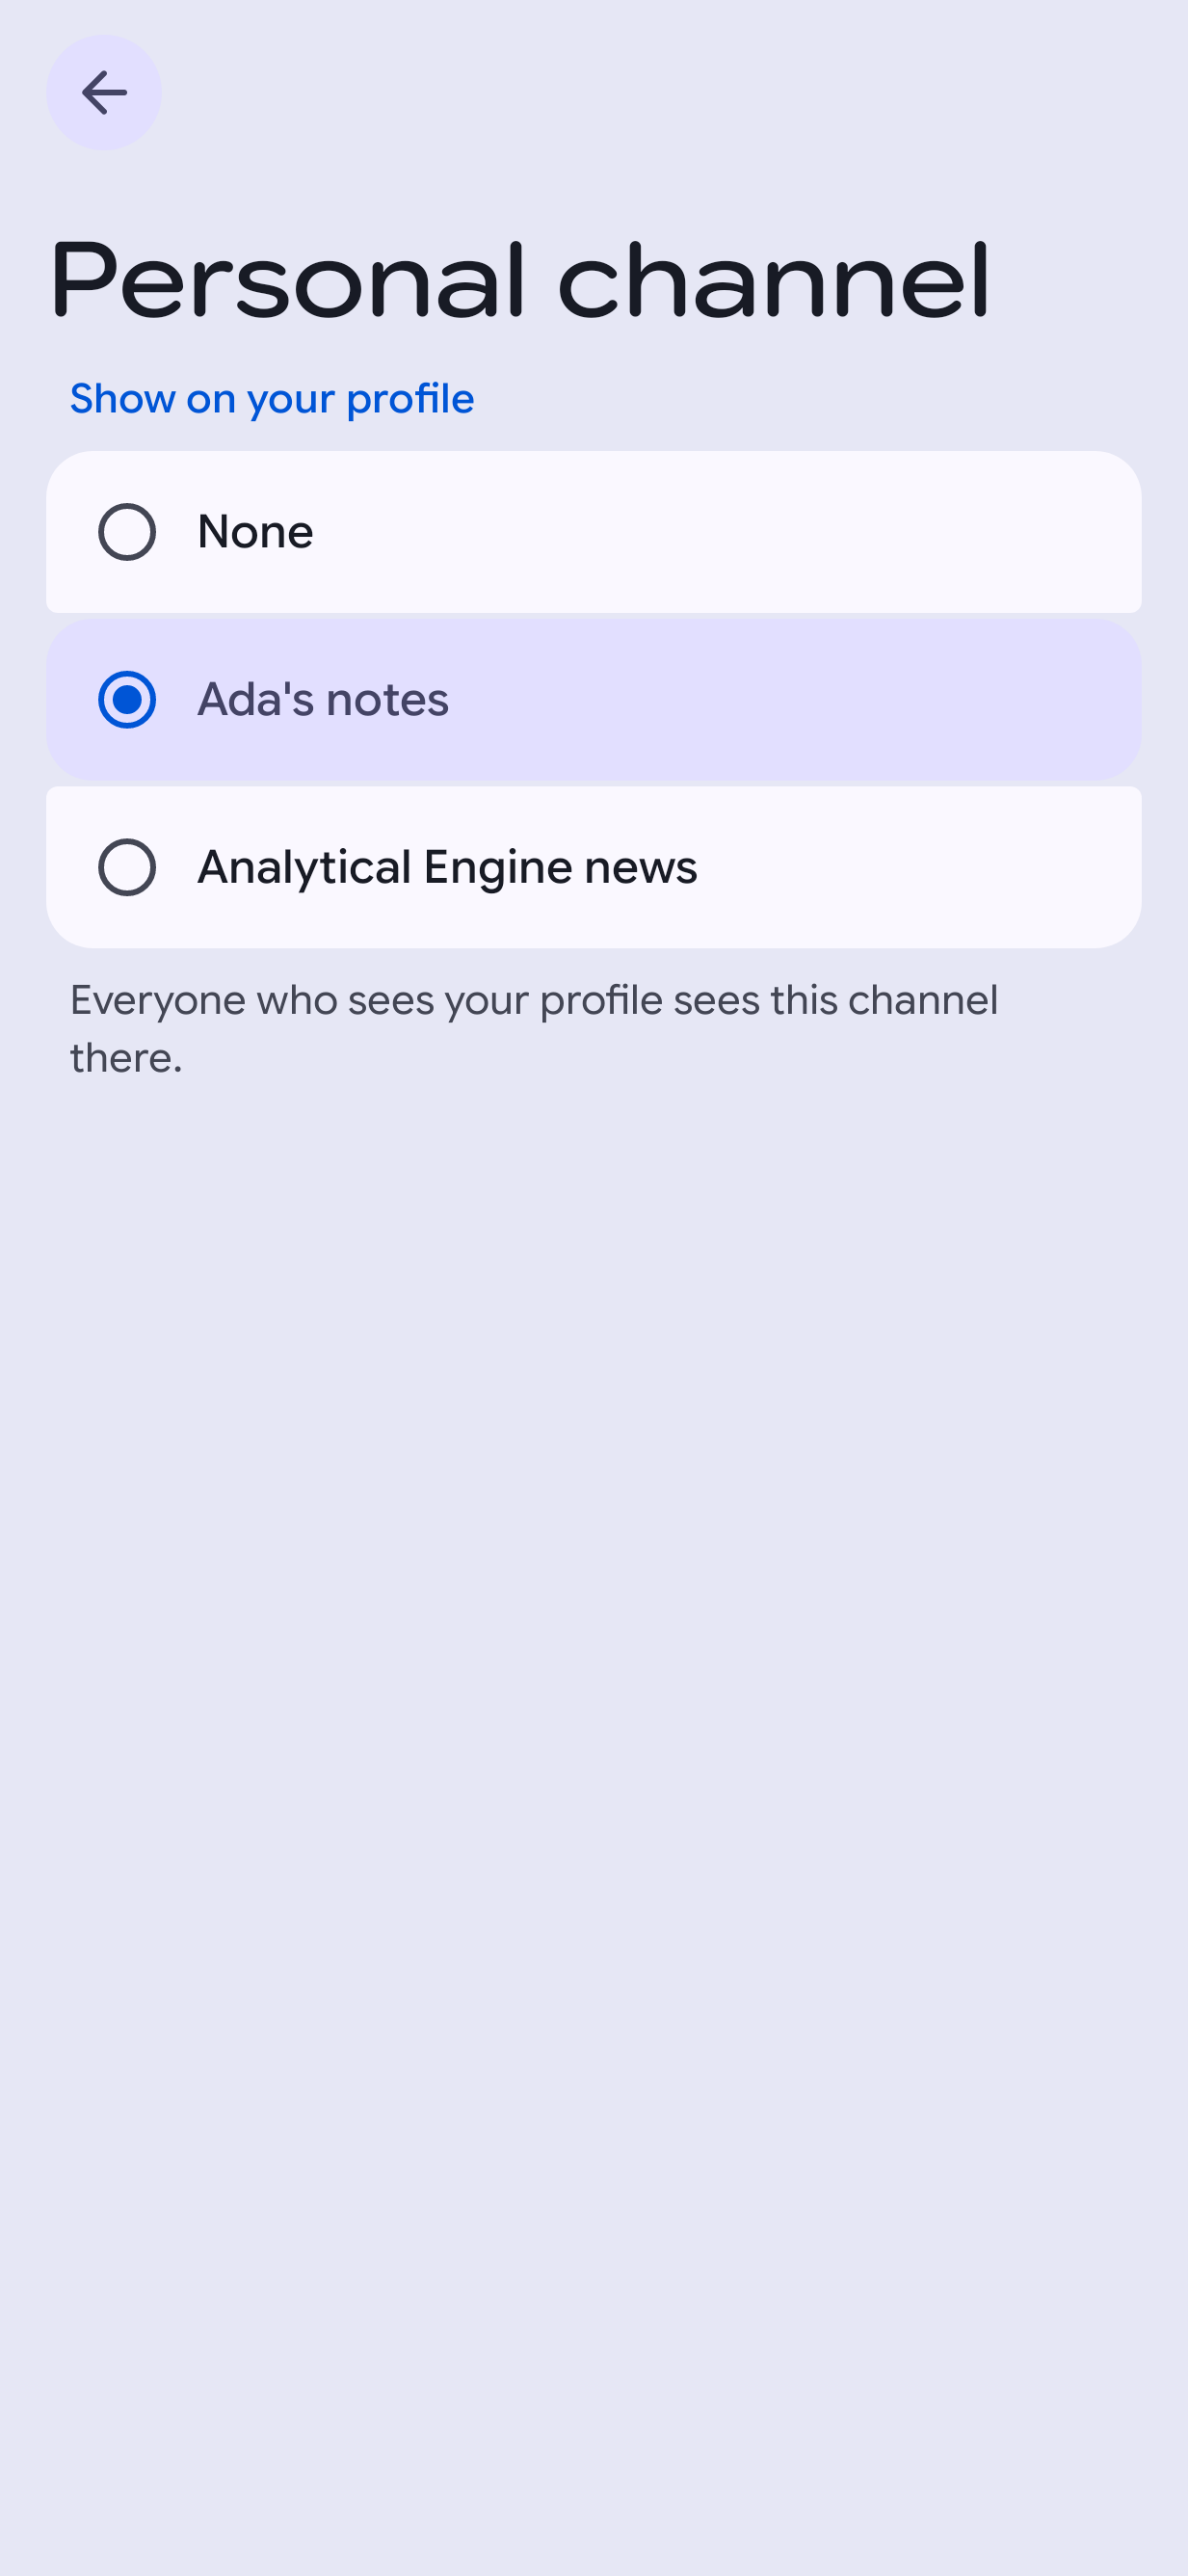 Personal channel
Show on your profile
None
Ada's notes
Analytical Engine news
Everyone who sees your profile sees this channel
there.